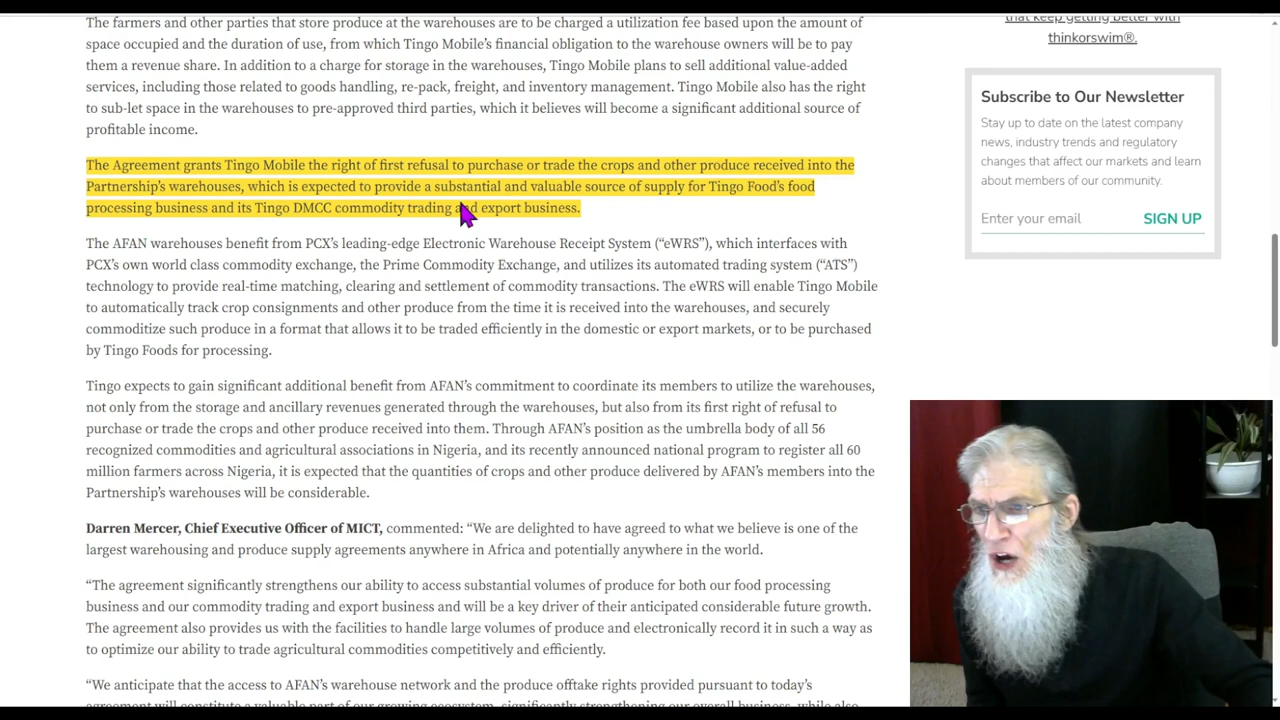 The farmers and other parties that store produce at the warehouses are to be charged a utilization fee based upon the amount of
space occupied and the duration of use, from which Tingo Mobile’s financial obligation to the warehouse owners will be to pay
them a revenue share. In addition to a charge for storage in the warehouses, Tingo Mobile plans to sell additional value-added
services, including those related to goods handling, re-pack, freight, and inventory management. Tingo Mobile also has the right
to sub-let space in the warehouses to pre-approved third parties, which it believes will become a significant additional source of
profitable income.
The Agreement grants Tingo Mobile the right of first refusal to purchase or trade the crops and other produce received into the
Partnership’s warehouses, which is expected to provide a substantial and valuable source of supply for Tingo Food’s food
processing business and its Tingo DMCC commodity trading and export business.
The AFAN warehouses benefit from PCX’s leading-edge Electronic Warehouse Receipt System (“eWRS”), which interfaces with
PCX’s own world class commodity exchange, the Prime Commodity Exchange, and utilizes its automated trading system (“ATS”)
technology to provide real-time matching, clearing and settlement of commodity transactions. The eWRS will enable Tingo Mobile
to automatically track crop consignments and other produce from the time it is received into the warehouses, and securely
commoditize such produce in a format that allows it to be traded efficiently in the domestic or export markets, or to be purchased
by Tingo Foods for processing.
Tingo expects to gain significant additional benefit from AFAN’s commitment to coordinate its members to utilize the warehouses,
not only from the storage and ancillary revenues generated through the warehouses, but also from its first right of refusal to
purchase or trade the crops and other produce received into them. Through AFAN’s position as the umbrella body of all 56
recognized commodities and agricultural associations in Nigeria, and its recently announced national program to register all 60
million farmers across Nigeria, it is expected that the quantities of crops and other produce delivered by AFAN’s members into the
Partnership’s warehouses will be considerable.
Darren Mercer, Chief Executive Officer of MICT, commented: “We are delighted to have agreed to what we believe is one of the
largest warehousing and produce supply agreements anywhere in Africa and potentially anywhere in the world.
“The agreement significantly strengthens our ability to access substantial volumes of produce for both our food processing
business and our commodity trading and export business and will be a key driver of their anticipated considerable future growth.
The agreement also provides us with the facilities to handle large volumes of produce and electronically record it in such a way as
to optimize our ability to trade agricultural commodities competitively and efficiently.
“We anticipate that the access to AFAN’s warehouse network and the produce offtake rights provided pursuant to today’s
agreement will constitute a valuable part of our growing ecosystem, significantly strengthening our overall business, while also
that keep getting better with
thinkorswim®.
Subscribe to Our Newsletter
Stay up to date on the latest company
news, industry trends and regulatory
changes that affect our markets and learn
about members of our community.
Enter your email SIGN UP